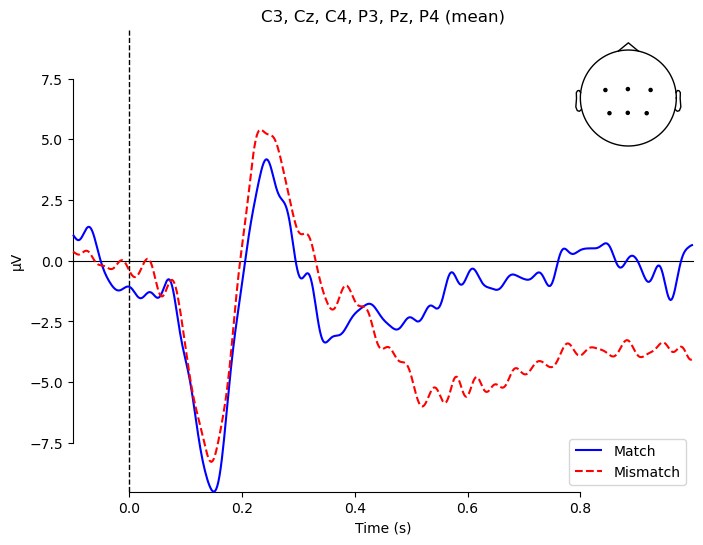 C3, Cz, C4, P3, Pz, P4 (mean)
7.5
5.0
2.5
0.0
−2.5
−5.0
−7.5
µV
0.0 0.2 0.4 0.6 0.8
Time (s)
Match
Mismatch